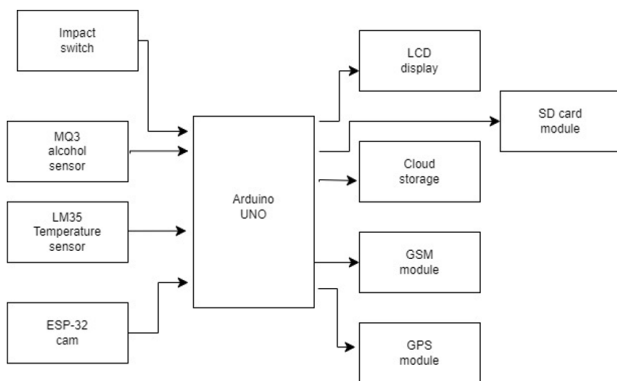 Impact
switch
MQ3
alcohol
sensor
LM35
Temperature
sensor
ESP-32
cam
Arduino
UNO
LCD
display
SD card
module
Cloud
storage
GSM
module
GPS
module